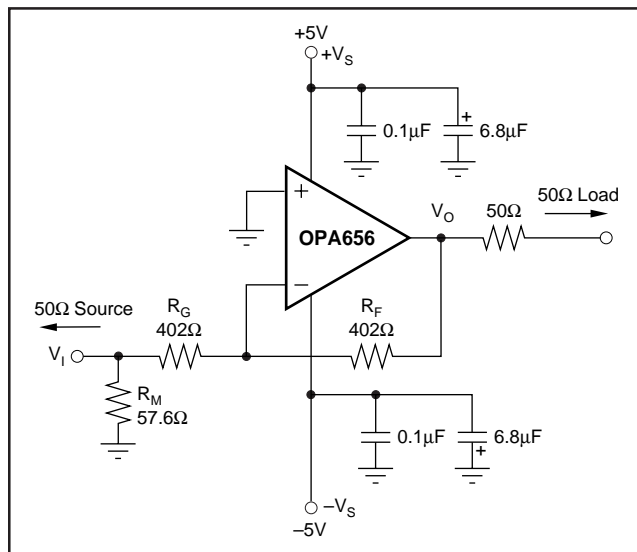 +5V
+V_S
+
0.1µF
6.8µF
+
OPA656
−
V_O
50Ω
50Ω Load
50Ω Source
R_G
402Ω
R_F
402Ω
V_I
R_M
57.6Ω
0.1µF
6.8µF
+
−V_S
−5V